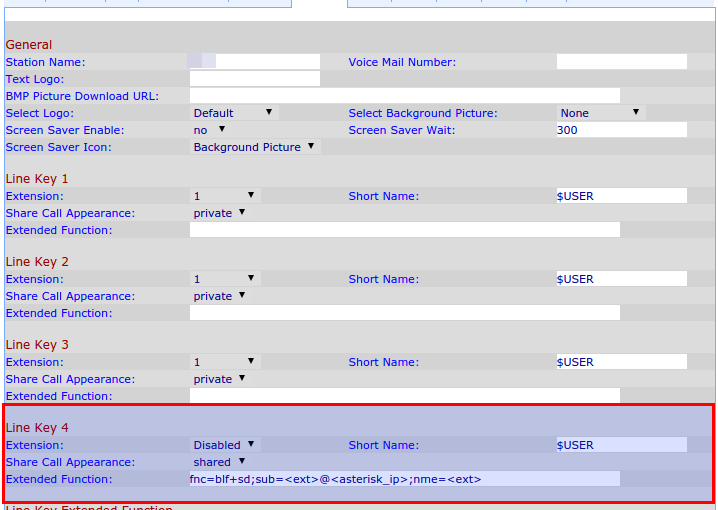 General
Station Name: Voice Mail Number:
Text Logo:
BMP Picture Download URL:
Select Logo: Default Select Background Picture: None
Screen Saver Enable: no Screen Saver Wait: 300
Screen Saver Icon: Background Picture
Line Key 1
Extension: 1 Short Name: $USER
Share Call Appearance: private
Extended Function:
Line Key 2
Extension: 1 Short Name: $USER
Share Call Appearance: private
Extended Function:
Line Key 3
Extension: 1 Short Name: $USER
Share Call Appearance: private
Extended Function:
Line Key 4
Extension: Disabled Short Name: $USER
Share Call Appearance: shared
Extended Function: fnc=blf+sd;sub=<ext>@<asterisk_ip>;nme=<ext>
Line Key Extended Function